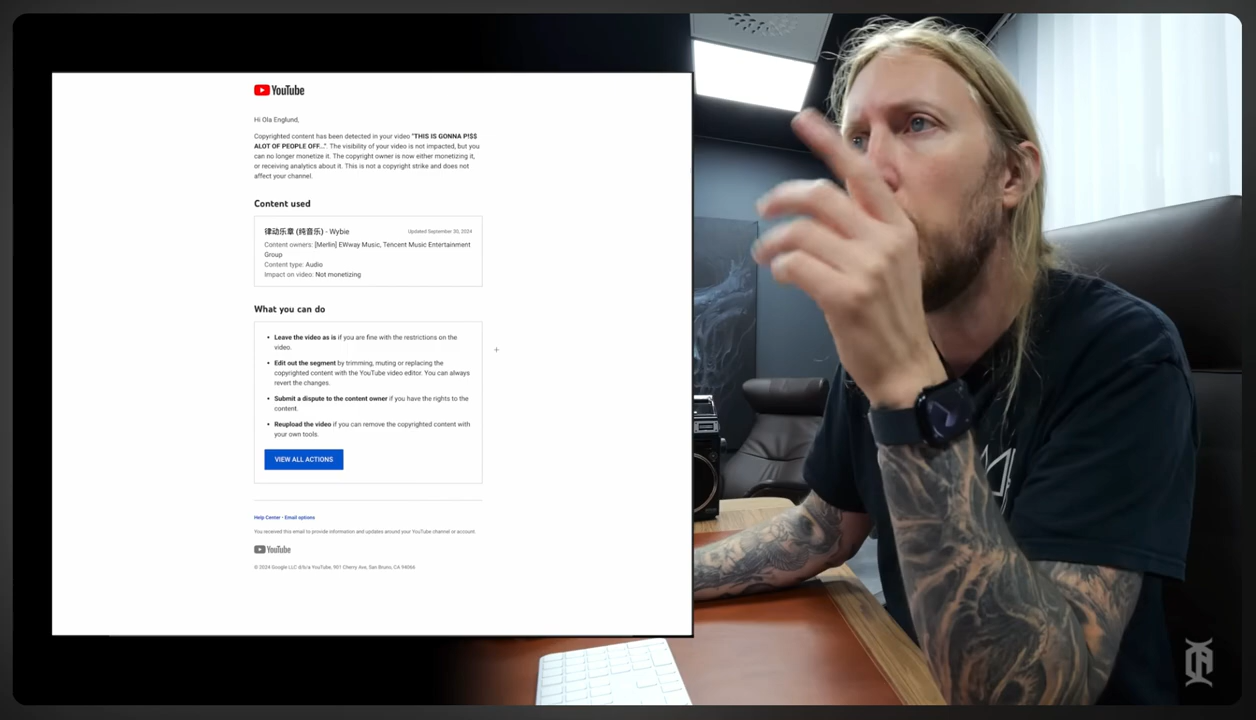 YouTube
Hi Ola Englund,
Copyrighted content has been detected in your video "THIS IS GONNA P!$$
ALOT OF PEOPLE OFF...". The visibility of your video is not impacted, but you
can no longer monetize it. The copyright owner is now either monetizing it,
or receiving analytics about it. This is not a copyright strike and does not
affect your channel.
Content used
律动乐章 (纯音乐) - Wybie
Updated September 30, 2024
Content owners: [Merlin] EWway Music, Tencent Music Entertainment
Group
Content type: Audio
Impact on video: Not monetizing
What you can do
• Leave the video as is if you are fine with the restrictions on the
video.
• Edit out the segment by trimming, muting or replacing the
copyrighted content with the YouTube video editor. You can always
revert the changes.
• Submit a dispute to the content owner if you have the rights to the
content.
• Reupload the video if you can remove the copyrighted content with
your own tools.
VIEW ALL ACTIONS
Help Center • Email options
You received this email to provide information and updates around your YouTube channel or account.
YouTube
© 2024 Google LLC d/b/a YouTube, 901 Cherry Ave, San Bruno, CA 94066